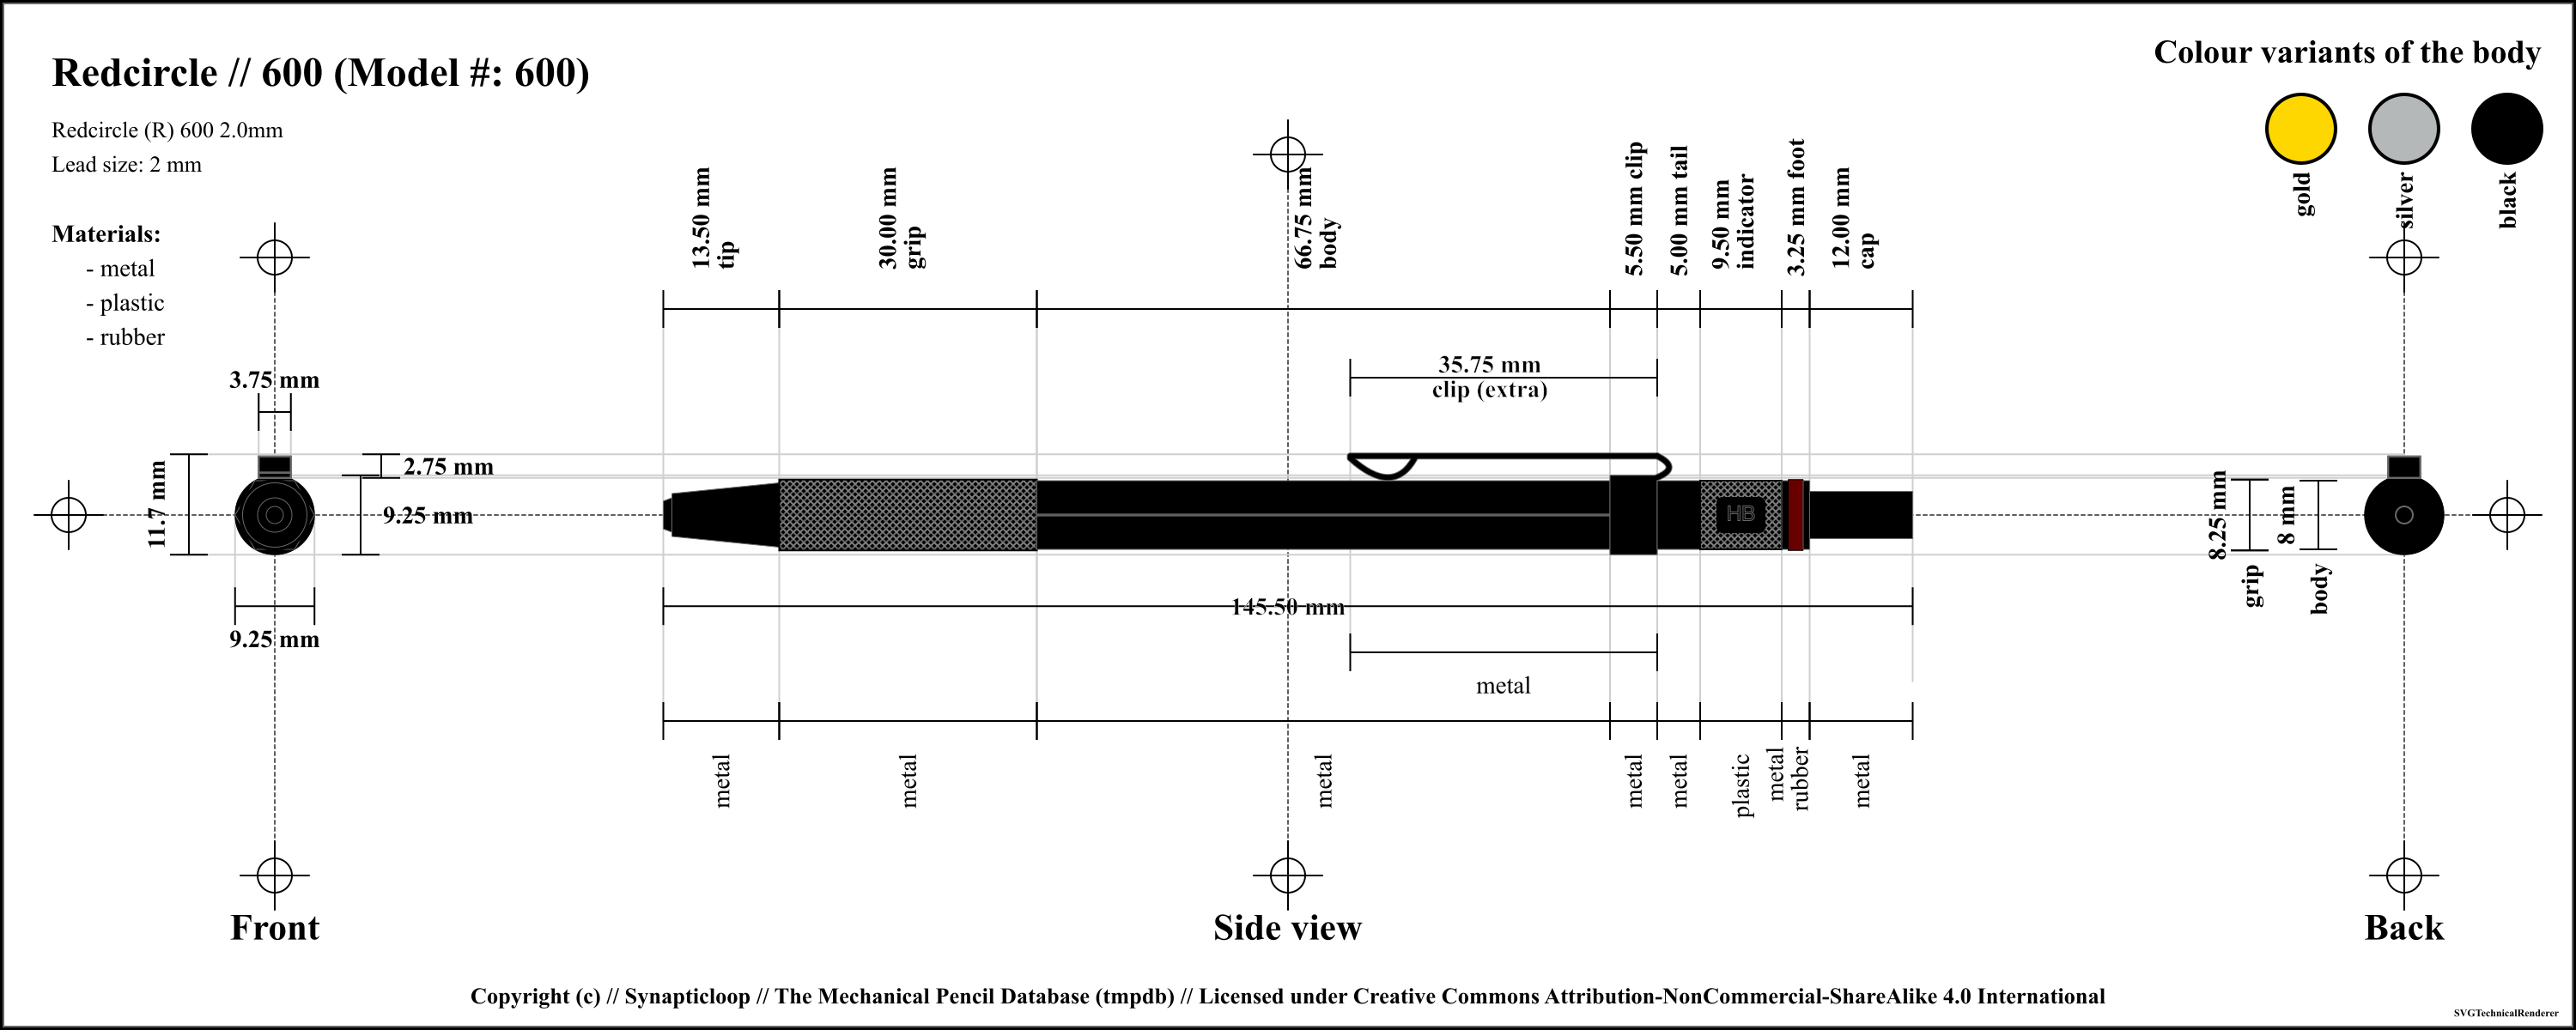 Redcircle // 600 (Model #: 600)
Redcircle (R) 600 2.0mm
Lead size: 2 mm
Materials:
- metal
- plastic
- rubber
Colour variants of the body
gold
silver
black
13.50 mm
tip
30.00 mm
grip
66.75 mm
body
5.50 mm clip
5.00 mm tail
9.50 mm
indicator
3.25 mm foot
12.00 mm
cap
35.75 mm
clip (extra)
3.75 mm
11.7 mm
2.75 mm
9.25 mm
9.25 mm
HB
8.25 mm
grip
8 mm
body
145.50 mm
metal
metal
metal
metal
metal
metal
plastic
metal
rubber
metal
Front
Side view
Back
Copyright (c) // Synapticloop // The Mechanical Pencil Database (tmpdb) // Licensed under Creative Commons Attribution-NonCommercial-ShareAlike 4.0 International
SVGTechnicalRenderer